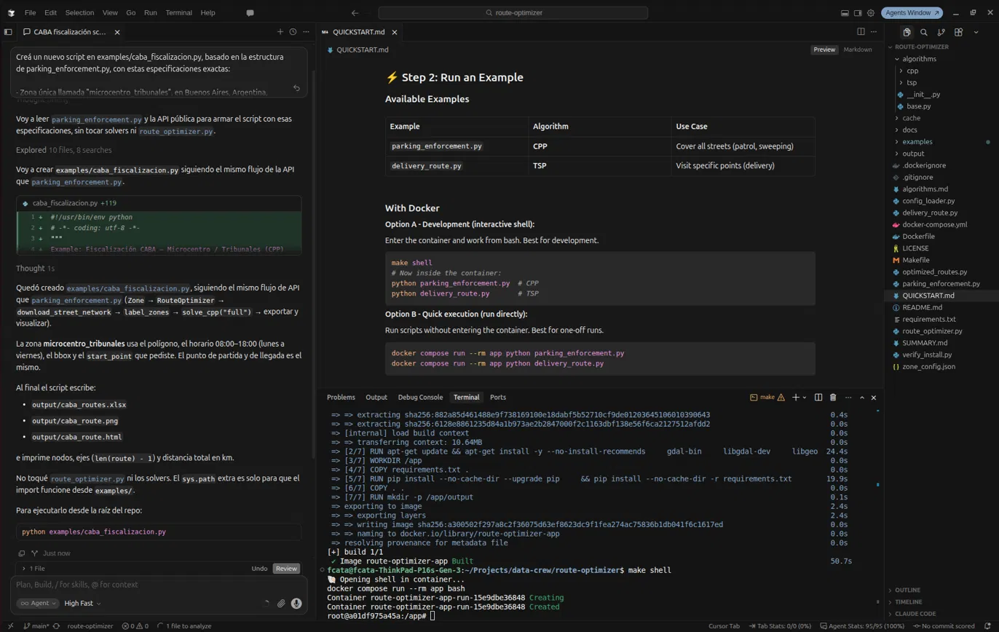 File Edit Selection View Go Run Terminal Help
route-optimizer
Agents Window
CABA fiscalización sc...
Creá un nuevo script en examples/caba_fiscalizacion.py, basado en la estructura
de parking_enforcement.py, con estas especificaciones exactas:
- Zona única llamada "microcentro_tribunales", en Buenos Aires, Argentina.
Voy a leer parking_enforcement.py y la API pública para armar el script con esas
especificaciones, sin tocar solvers ni route_optimizer.py.
Explored 10 files, 8 searches
Voy a crear examples/caba_fiscalizacion.py siguiendo el mismo flujo de la API
que parking_enforcement.py.
caba_fiscalizacion.py +119
1 + #!/usr/bin/env python
2 + # -*- coding: utf-8 -*-
3 + """
4 + Example: Fiscalización CABA — Microcentro / Tribunales (CPP)
Thought 1s
Quedó creado examples/caba_fiscalizacion.py, siguiendo el mismo flujo de API
que parking_enforcement.py (Zone → RouteOptimizer →
download_street_network → label_zones → solve_cpp("full") → exportar y
visualizar).
La zona microcentro_tribunales usa el polígono, el horario 08:00–18:00 (lunes a
viernes), el bbox y el start_point que pediste. El punto de partida y de llegada es el
mismo.
Al final el script escribe:
• output/caba_routes.xlsx
• output/caba_route.png
• output/caba_route.html
e imprime nodos, ejes (len(route) - 1) y distancia total en km.
No toqué route_optimizer.py ni los solvers. El sys.path extra es solo para que el
import funcione desde examples/.
Para ejecutarlo desde la raíz del repo:
python examples/caba_fiscalizacion.py
Just now
1 File Undo Review
Plan, Build, / for skills, @ for context
Agent High Fast
QUICKSTART.md
QUICKSTART.md
Preview Markdown
⚡ Step 2: Run an Example
Available Examples
Example Algorithm Use Case
parking_enforcement.py CPP Cover all streets (patrol, sweeping)
delivery_route.py TSP Visit specific points (delivery)
With Docker
Option A - Development (interactive shell):
Enter the container and work from bash. Best for development.
make shell
# Now inside the container:
python parking_enforcement.py # CPP
python delivery_route.py # TSP
Option B - Quick execution (run directly):
Run scripts without entering the container. Best for one-off runs.
docker compose run --rm app python parking_enforcement.py
docker compose run --rm app python delivery_route.py
Problems Output Debug Console Terminal Ports
make
=> => extracting sha256:882a85d461488e9f738169100e18dabf5b52710cf9de01203645106010390643 0.4s
=> => extracting sha256:6128e8861235d84a1b973ae2b2847000f2c1163dbf138e56f6ca2127512afdd2 0.0s
=> [internal] load build context 0.0s
=> => transferring context: 10.64MB 0.0s
=> [2/7] RUN apt-get update && apt-get install -y --no-install-recommends gdal-bin libgdal-dev libgeo 24.4s
=> [3/7] WORKDIR /app 0.0s
=> [4/7] COPY requirements.txt . 0.0s
=> [5/7] RUN pip install --no-cache-dir --upgrade pip && pip install --no-cache-dir -r requirements.txt 19.9s
=> [6/7] COPY . . 0.0s
=> [7/7] RUN mkdir -p /app/output 0.1s
=> exporting to image 2.4s
=> => exporting layers 2.4s
=> => writing image sha256:a300502f297a8c2f36075d63ef8623dc9f1fea274ac75836b1db041f6c1617ed 0.0s
=> => naming to docker.io/library/route-optimizer-app 0.0s
=> resolving provenance for metadata file 0.0s
[+] build 1/1
✓ Image route-optimizer-app Built 50.7s
fcata@fcata-ThinkPad-P16s-Gen-3:~/Projects/data-crew/route-optimizer$ make shell
🐚 Opening shell in container...
docker compose run --rm app bash
Container route-optimizer-app-run-15e9dbe36848 Creating
Container route-optimizer-app-run-15e9dbe36848 Created
root@a01df975a45a:/app#
ROUTE-OPTIMIZER
algorithms
cpp
tsp
__init__.py
base.py
cache
docs
examples
output
.dockerignore
.gitignore
algorithms.md
config_loader.py
delivery_route.py
docker-compose.yml
Dockerfile
LICENSE
Makefile
optimized_routes.py
parking_enforcement.py
QUICKSTART.md
README.md
requirements.txt
route_optimizer.py
SUMMARY.md
verify_install.py
zone_config.json
OUTLINE
TIMELINE
CLAUDE CODE
main* route-optimizer 0 0 1 file to analyze
Cursor Tab Tab Stats: 0/0 (0%) Agent Stats: 95/95 (100%) No commit scored